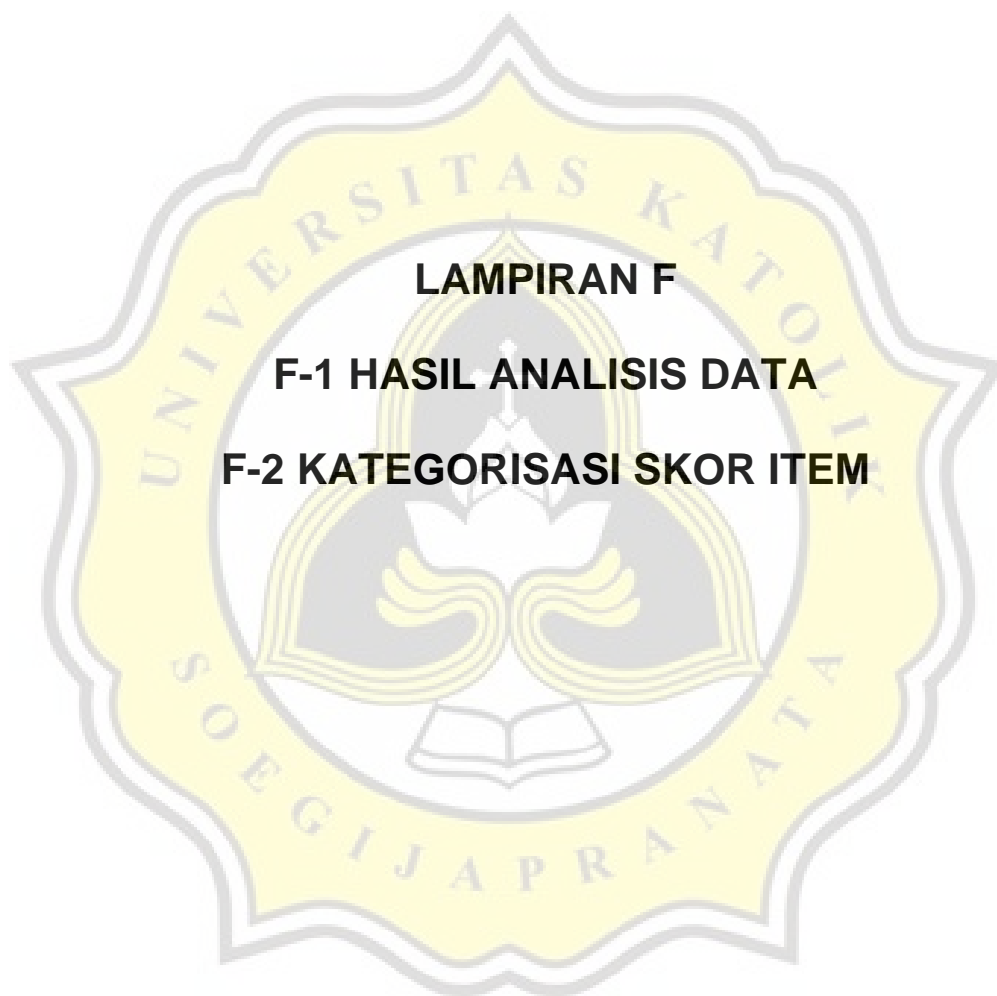 UNIVERSITAS KATOLIK
LAMPIRAN F
F-1 HASIL ANALISIS DATA
F-2 KATEGORISASI SKOR ITEM
SOEGIJAPRANATA